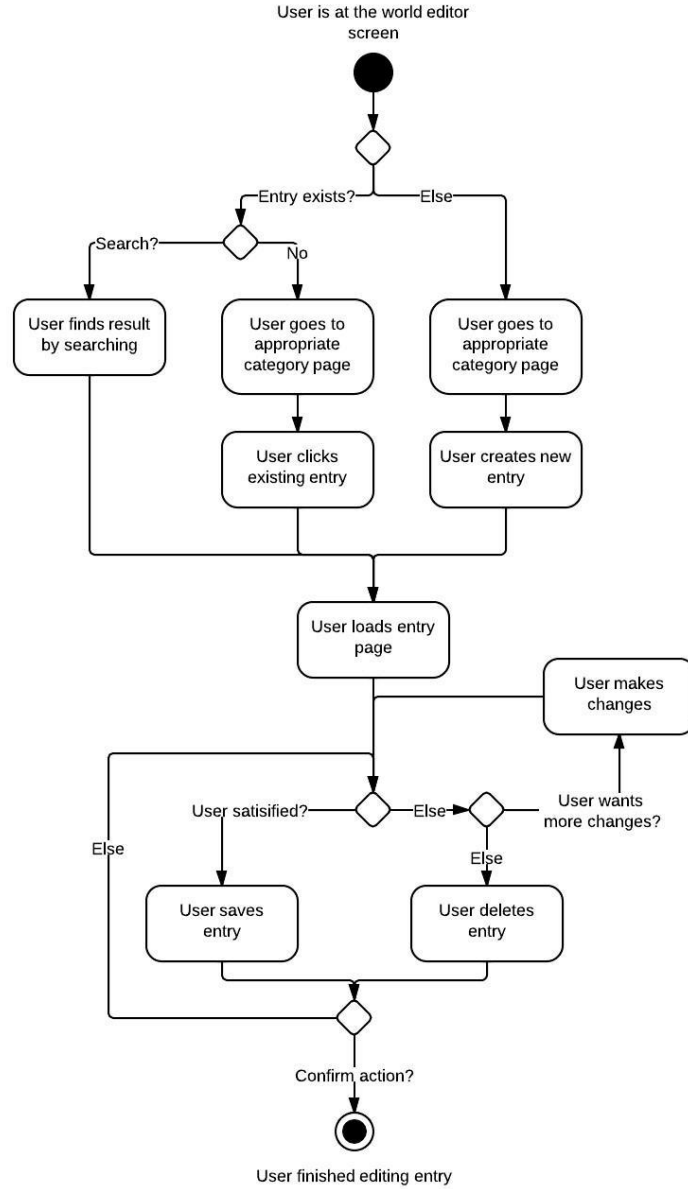 User is at the world editor
screen
Entry exists?
Else
Search?
No
User finds result
by searching
User goes to
appropriate
category page
User goes to
appropriate
category page
User clicks
existing entry
User creates new
entry
User loads entry
page
User makes
changes
User satisified?
Else
User wants
more changes?
Else
Else
User saves
entry
User deletes
entry
Confirm action?
User finished editing entry